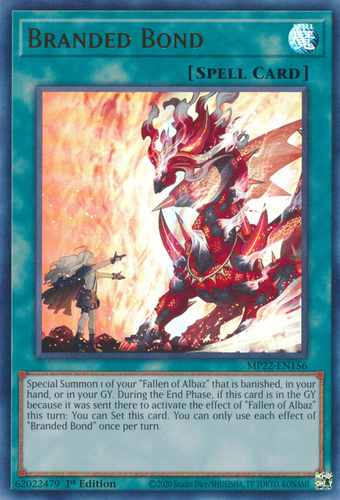 BRANDED BOND
SPELL
[SPELL CARD]
MP22-EN156
Special Summon 1 of your "Fallen of Albaz" that is banished, in your
hand, or in your GY. During the End Phase, if this card is in the GY
because it was sent there to activate the effect of "Fallen of Albaz"
this turn: You can Set this card. You can only use each effect of
"Branded Bond" once per turn.
62022479 1st Edition
©2020 Studio Dice/SHUEISHA, TV TOKYO, KONAMI